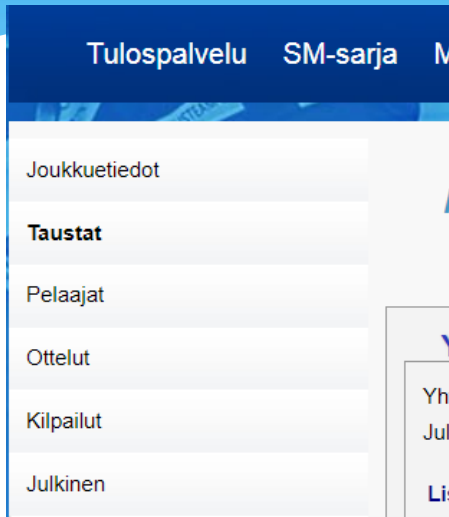 Tulospalvelu SM-sarja
Joukkuetiedot
Taustat
Pelaajat
Ottelut
Kilpailut
Julkinen